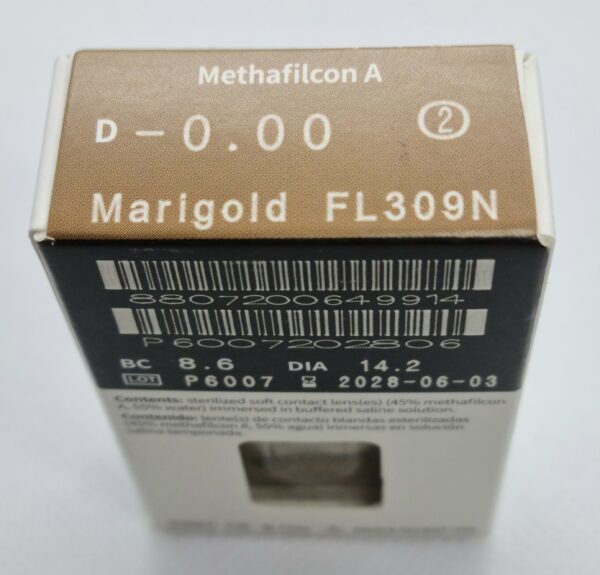 Methafilcon A
D -0.00 2
Marigold FL309N
8807200649914
P6007202806
BC 8.6 DIA 14.2
LOT P6007 2028-06-03
Contents: sterilized soft contact lens(es) (45% methafilcon
A, 55% water) immersed in buffered saline solution.
Contenido: lente(s) de contacto blandas esterilizadas
(45% methafilcon A, 55% agua) inmersas en solución
salina tamponada.